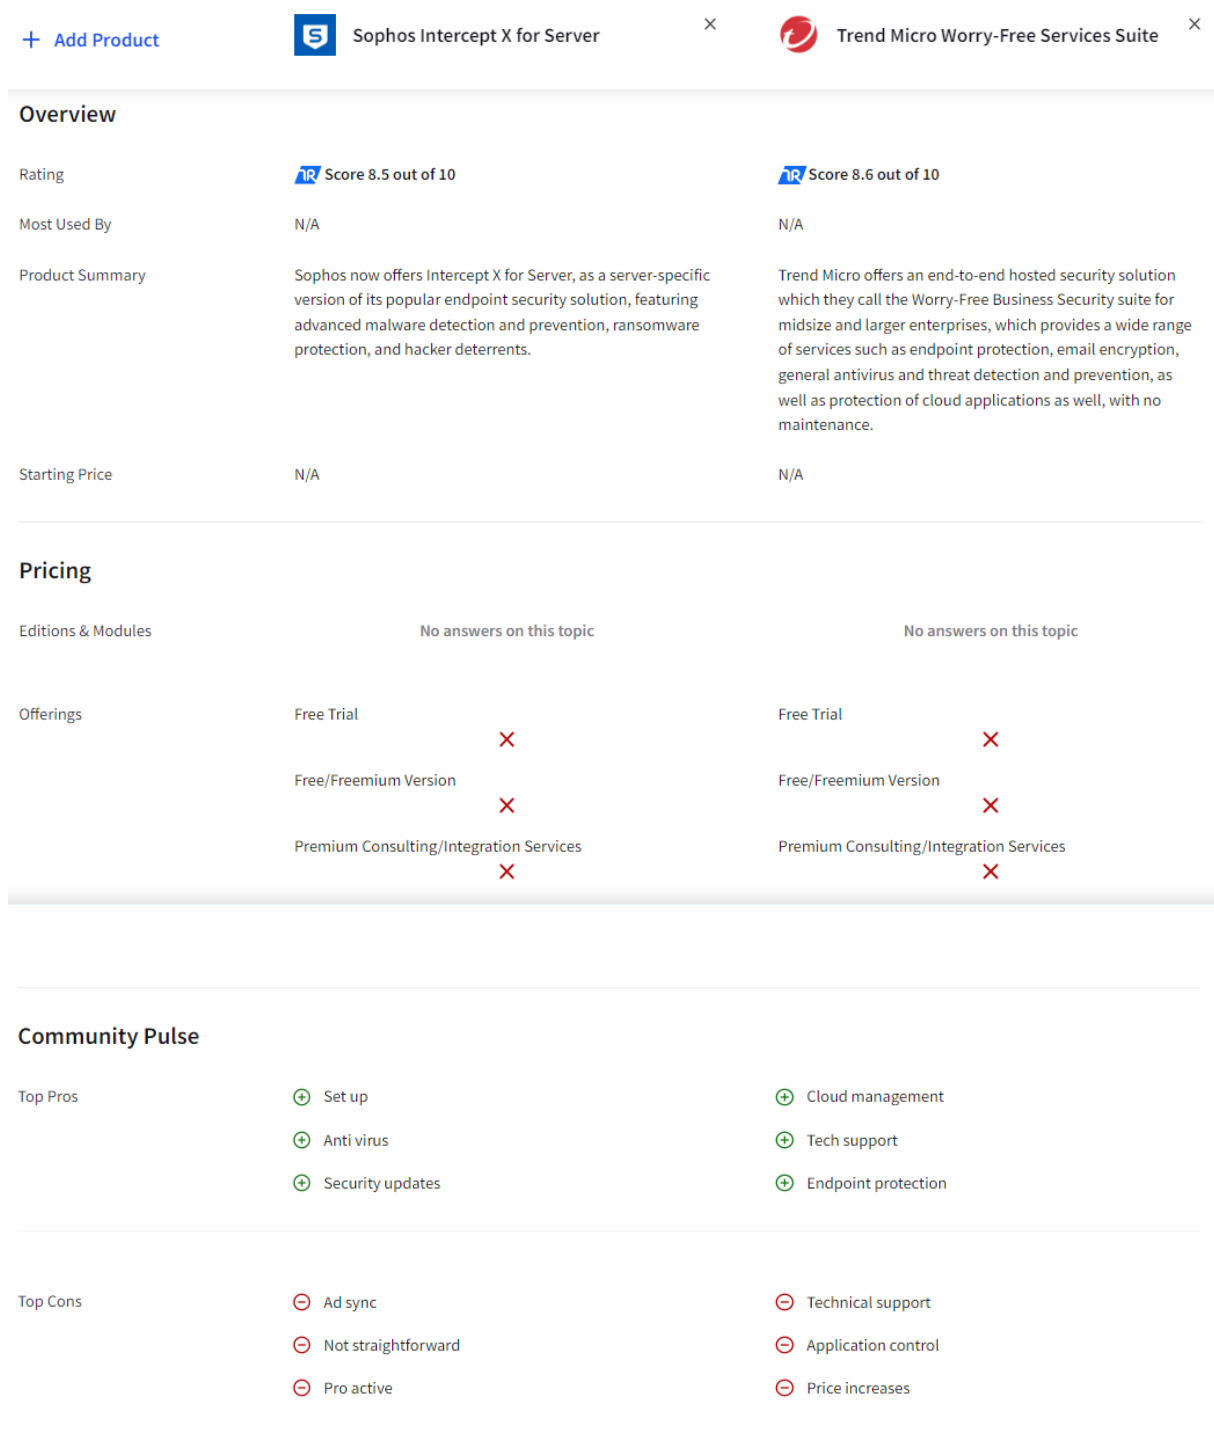 + Add Product
Sophos Intercept X for Server
Trend Micro Worry-Free Services Suite
Overview
Rating
Score 8.5 out of 10
Score 8.6 out of 10
Most Used By
N/A
N/A
Product Summary
Sophos now offers Intercept X for Server, as a server-specific
version of its popular endpoint security solution, featuring
advanced malware detection and prevention, ransomware
protection, and hacker deterrents.
Trend Micro offers an end-to-end hosted security solution
which they call the Worry-Free Business Security suite for
midsize and larger enterprises, which provides a wide range
of services such as endpoint protection, email encryption,
general antivirus and threat detection and prevention, as
well as protection of cloud applications as well, with no
maintenance.
Starting Price
N/A
N/A
Pricing
Editions & Modules
No answers on this topic
No answers on this topic
Offerings
Free Trial
Free Trial
Free/Freemium Version
Free/Freemium Version
Premium Consulting/Integration Services
Premium Consulting/Integration Services
Community Pulse
Top Pros
Set up
Anti virus
Security updates
Cloud management
Tech support
Endpoint protection
Top Cons
Ad sync
Not straightforward
Pro active
Technical support
Application control
Price increases